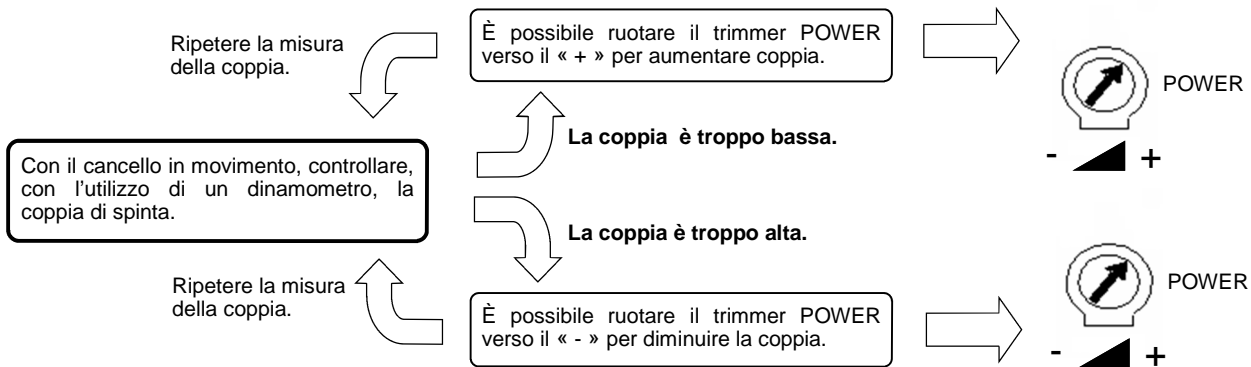 Ripetere la misura
della coppia.
È possibile ruotare il trimmer POWER
verso il « + » per aumentare coppia.
POWER
- +
La coppia è troppo bassa.
Con il cancello in movimento, controllare,
con l'utilizzo di un dinamometro, la
coppia di spinta.
La coppia è troppo alta.
Ripetere la misura
della coppia.
È possibile ruotare il trimmer POWER
verso il « - » per diminuire la coppia.
POWER
- +